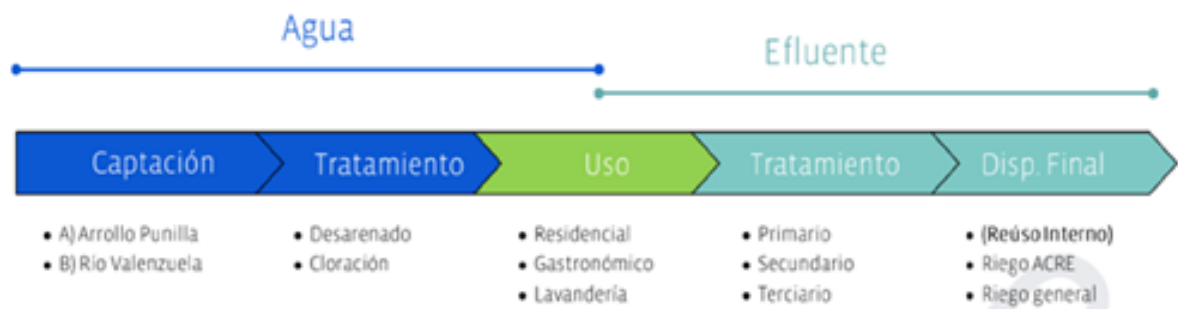 Agua
Efluente
Captación
Tratamiento
Uso
Tratamiento
Disp. Final
• A) Arrollo Punilla
• B) Rio Valenzuela
• Desarenado
• Cloración
• Residencial
• Gastronómico
• Lavandería
• Primario
• Secundario
• Terciario
• (Reúso Interno)
• Riego ACRE
• Riego general